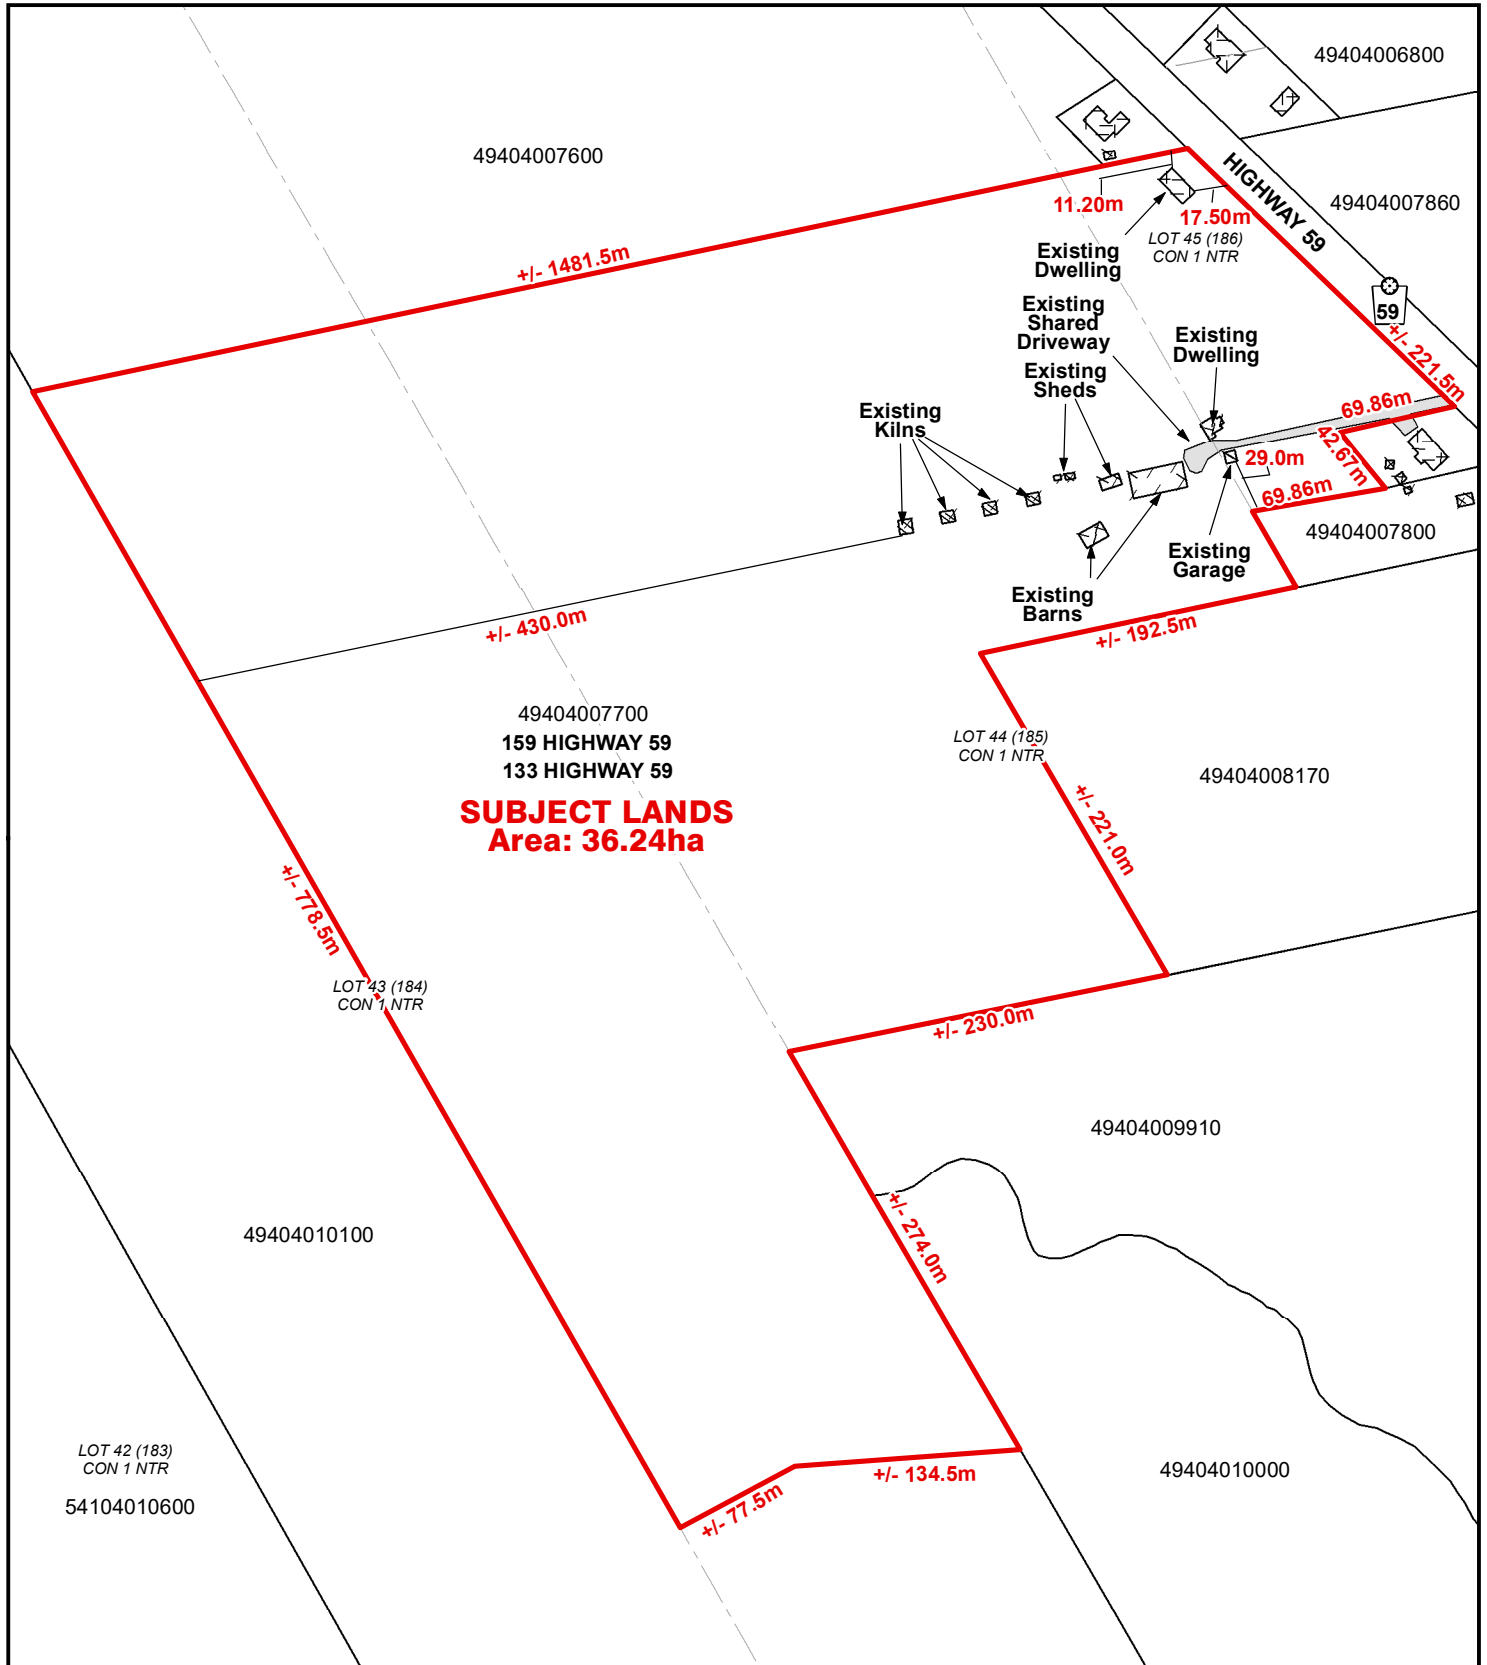 49404006800
49404007600
HIGHWAY 59
49404007860
11.20m
17.50m
LOT 45 (186)
CON 1 NTR
+/- 1481.5m
Existing
Dwelling
59
Existing
Shared
Driveway
Existing
Dwelling
+/- 221.5m
Existing
Sheds
69.86m
Existing
Kilns
42.67m
29.0m
69.86m
49404007800
Existing
Garage
Existing
Barns
+/- 430.0m
+/- 192.5m
49404007700
159 HIGHWAY 59
133 HIGHWAY 59
SUBJECT LANDS
Area: 36.24ha
LOT 44 (185)
CON 1 NTR
49404008170
+/- 221.0m
+/- 778.5m
LOT 43 (184)
CON 1 NTR
+/- 230.0m
49404009910
49404010100
+/- 274.0m
LOT 42 (183)
CON 1 NTR
54104010600
+/- 134.5m
49404010000
+/- 77.5m